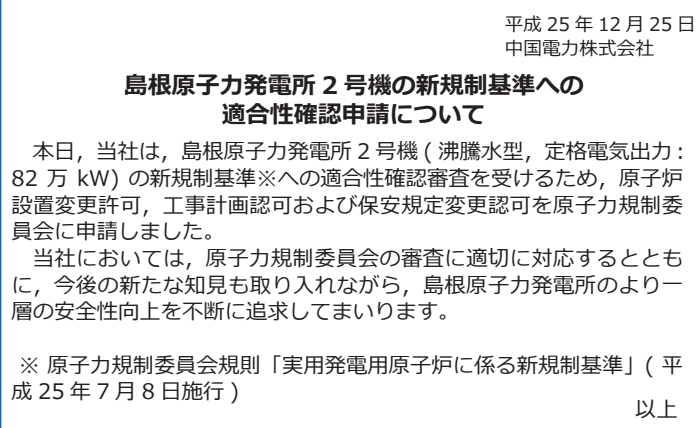 平成 25 年 12 月 25 日
中国電力株式会社
島根原子力発電所 2 号機の新規制基準への
適合性確認申請について
本日，当社は，島根原子力発電所 2 号機 ( 沸騰水型，定格電気出力：
82 万 kW) の新規制基準※への適合性確認審査を受けるため，原子炉
設置変更許可，工事計画認可および保安規定変更認可を原子力規制委
員会に申請しました。
当社においては，原子力規制委員会の審査に適切に対応するととも
に，今後の新たな知見も取り入れながら，島根原子力発電所のより一
層の安全性向上を不断に追求してまいります。
※ 原子力規制委員会規則「実用発電用原子炉に係る新規制基準」( 平
成 25 年 7 月 8 日施行 )
以上